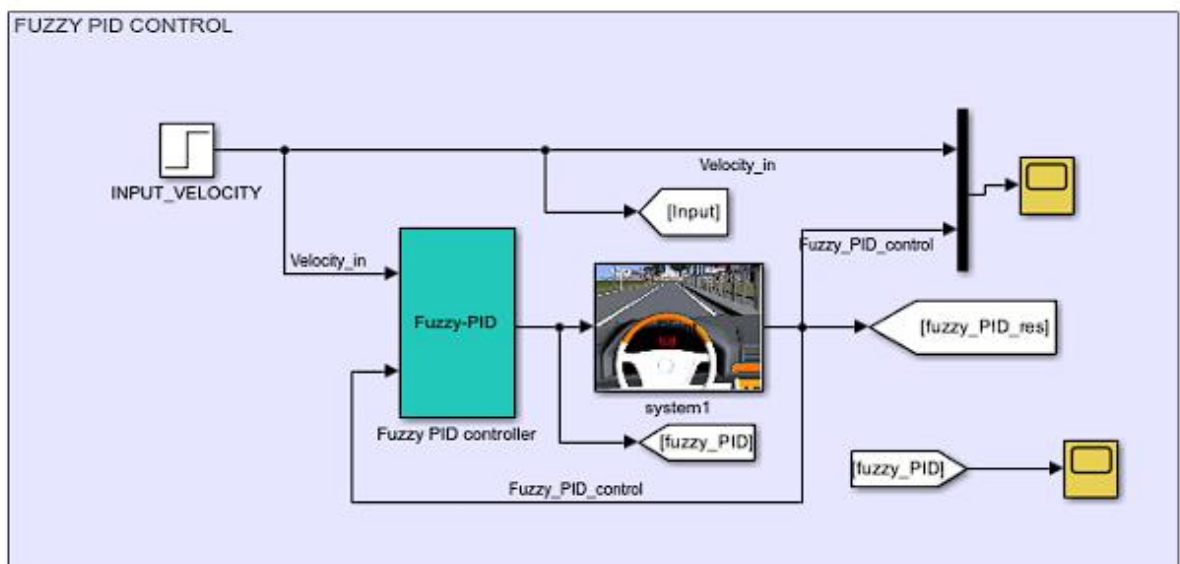 FUZZY PID CONTROL
INPUT_VELOCITY
Velocity_in
[Input]
Fuzzy_PID_control
Velocity_in
Fuzzy-PID
[fuzzy_PID_res]
system1
Fuzzy PID controller
[fuzzy_PID]
[fuzzy_PID]
Fuzzy_PID_control